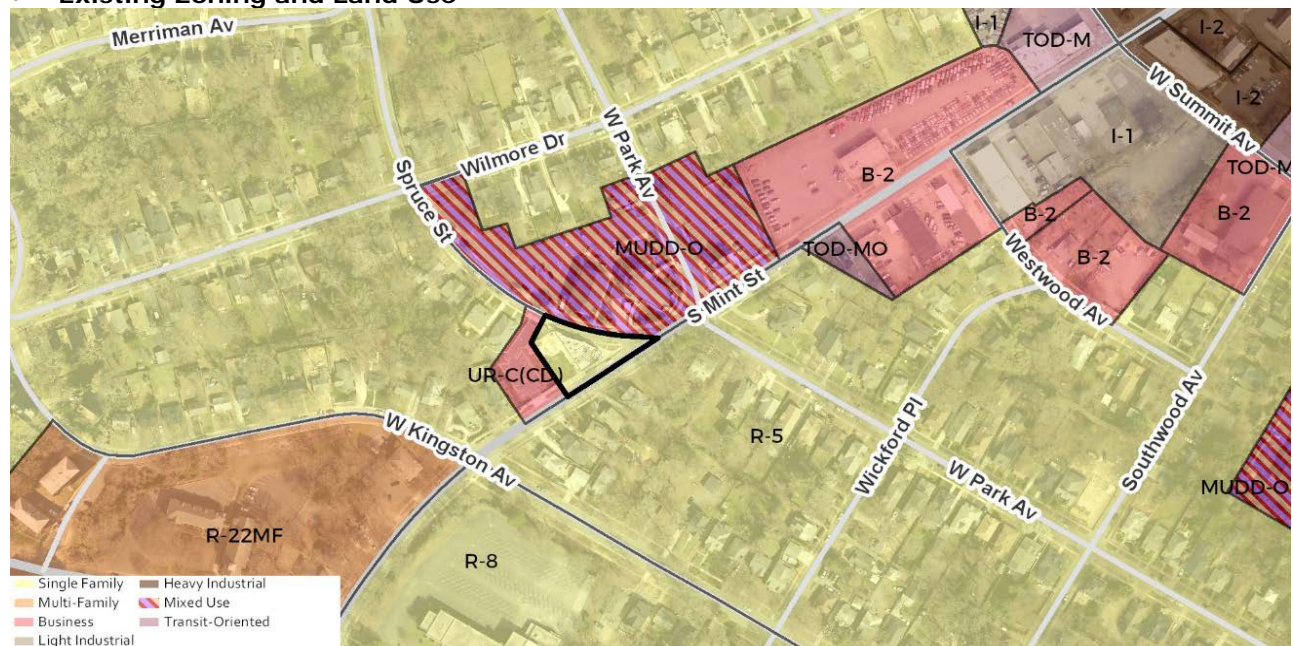 Existing Zoning and Land Use
Merriman Av
I-1
TOD-M
I-2
W Summit Av
I-2
W Park Av
Wilmore Dr
I-1
Spruce St
B-2
TOD-M
B-2
B-2
MUDD-O
TOD-MO
Westwood Av
B-2
S Mint St
UR-C(CD)
W Kingston Av
R-5
Wickford Pl
Southwood Av
W Park Av
MUDD-O
R-22MF
R-8
Single Family
Heavy Industrial
Multi-Family
Mixed Use
Business
Transit-Oriented
Light Industrial